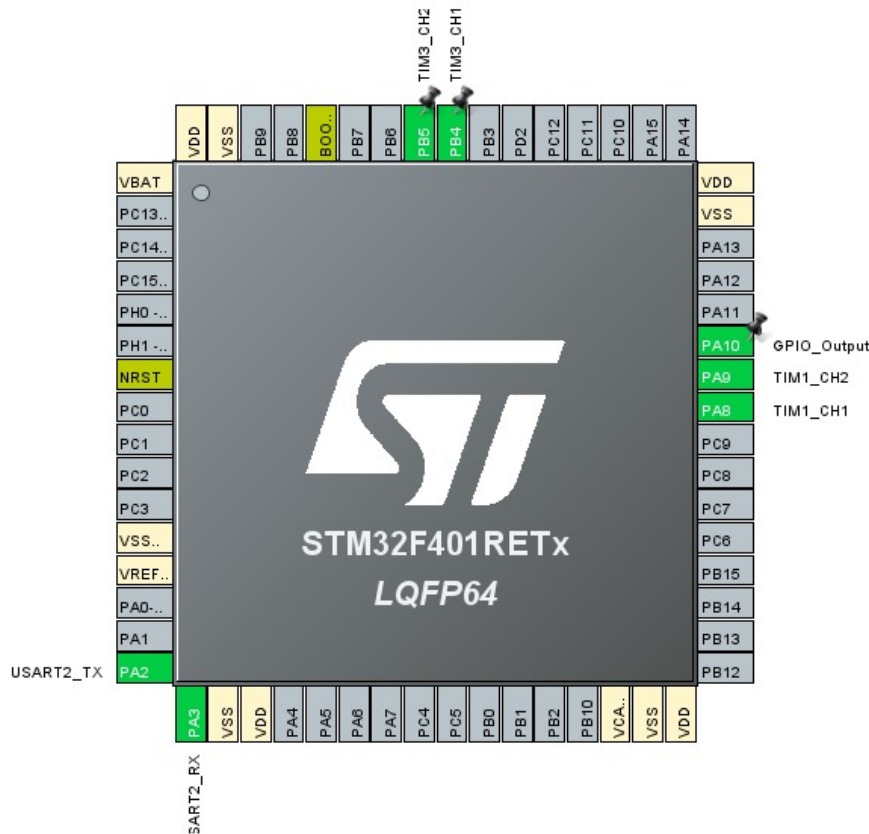 TIM3_CH2
TIM3_CH1
VDD
VSS
PB9
PB8
BOO..
PB7
PB6
PB5
PB4
PB3
PD2
PC12
PC11
PC10
PA15
PA14
VBAT
PC13..
PC14..
PC15..
PH0 -..
PH1 -..
NRST
PC0
PC1
PC2
PC3
VSS..
VREF..
PA0-..
PA1
USART2_TX PA2
VDD
VSS
PA13
PA12
PA11
PA10 GPIO_Output
PA9 TIM1_CH2
PA8 TIM1_CH1
PC9
PC8
PC7
PC6
PB15
PB14
PB13
PB12
ST
STM32F401RETx
LQFP64
PA3
VSS
VDD
PA4
PA5
PA6
PA7
PC4
PC5
PB0
PB1
PB2
PB10
VCA..
VSS
VDD
SART2_RX